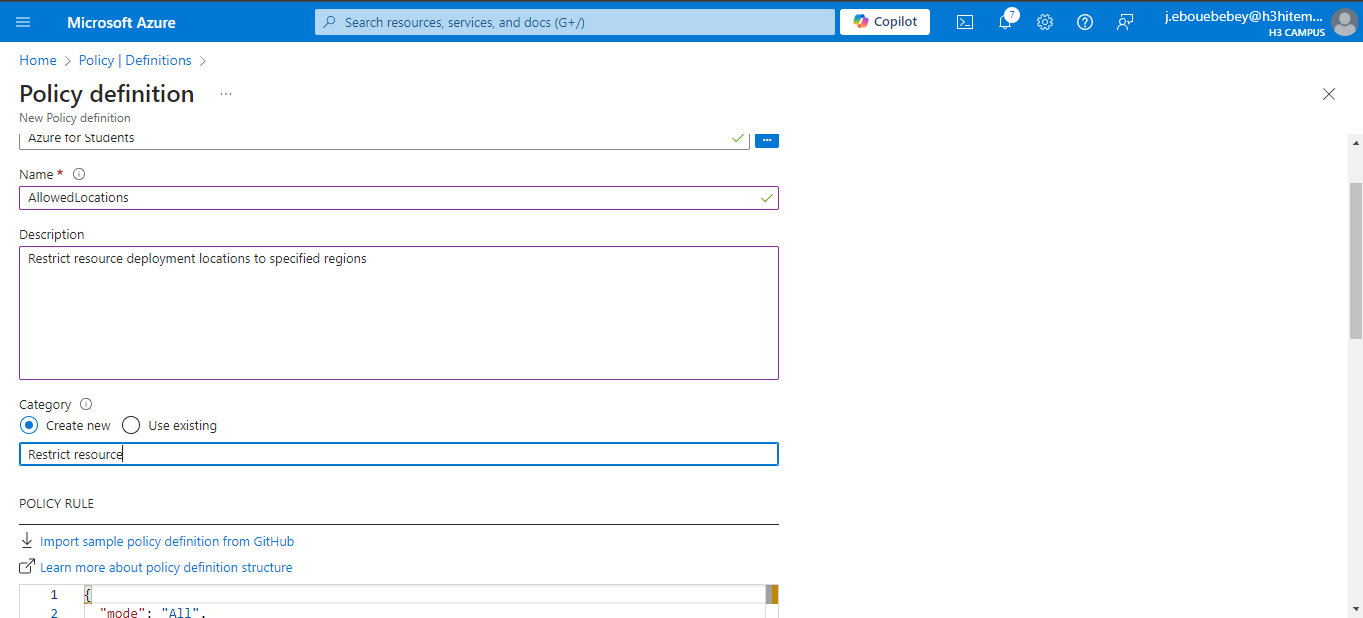 Microsoft Azure
Search resources, services, and docs (G+/)
Copilot
7
j.ebouebebey@h3hitem...
H3 CAMPUS
Home > Policy | Definitions >
Policy definition ...
New Policy definition
Azure for Students
Name *
AllowedLocations
Description
Restrict resource deployment locations to specified regions
Category
Create new Use existing
Restrict resource
POLICY RULE
Import sample policy definition from GitHub
Learn more about policy definition structure
1 {
2 "mode": "All",